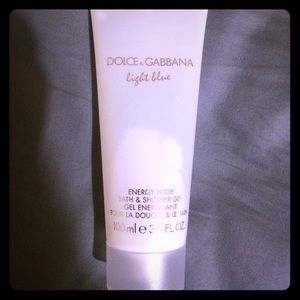 DOLCE & GABBANA
light blue
ENERGY BODY
BATH & SHOWER GEL
GEL ENERGISANT
POUR LA DOUCHE & LE BAIN
100 ml e 3 FL. OZ.